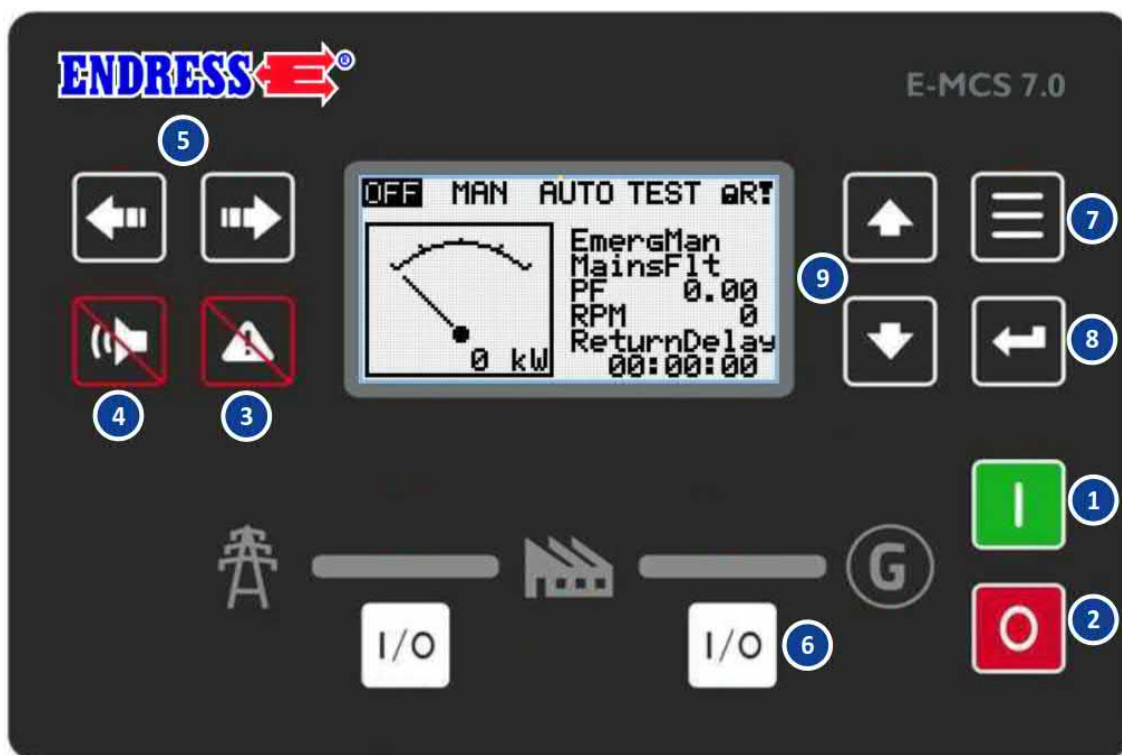 ENDRESS®
E-MCS 7.0
5
OFF MAN AUTO TEST R!
EmergMan
MainsFlt
PF 0.00
RPM 0
ReturnDelay
00:00:00
0 kW
7
9
8
4
3
1
G
2
I/O
I/O
6
I
O